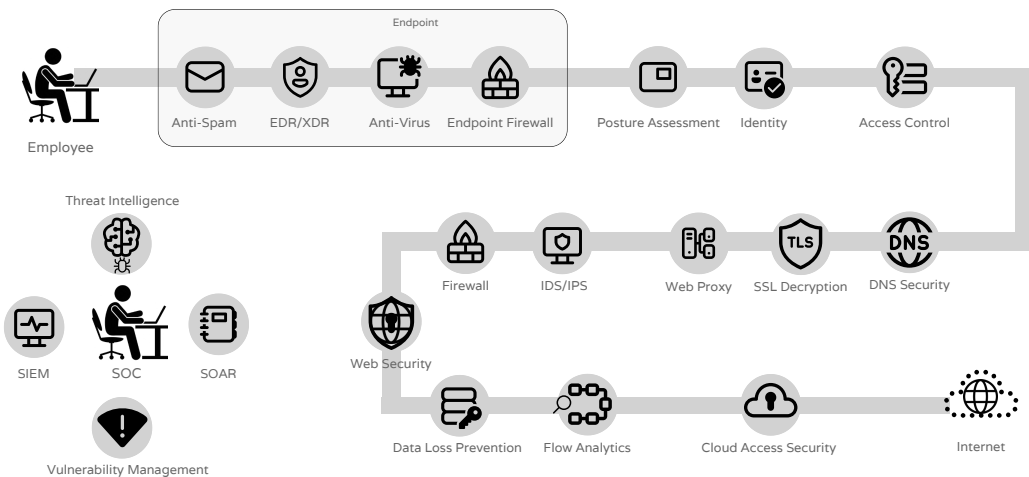 Endpoint
Anti-Spam
EDR/XDR
Anti-Virus
Endpoint Firewall
Posture Assessment
Identity
Access Control
Employee
Threat Intelligence
TLS
DNS
Firewall
IDS/IPS
Web Proxy
SSL Decryption
DNS Security
Web Security
SIEM
SOC
SOAR
Data Loss Prevention
Flow Analytics
Cloud Access Security
Internet
Vulnerability Management